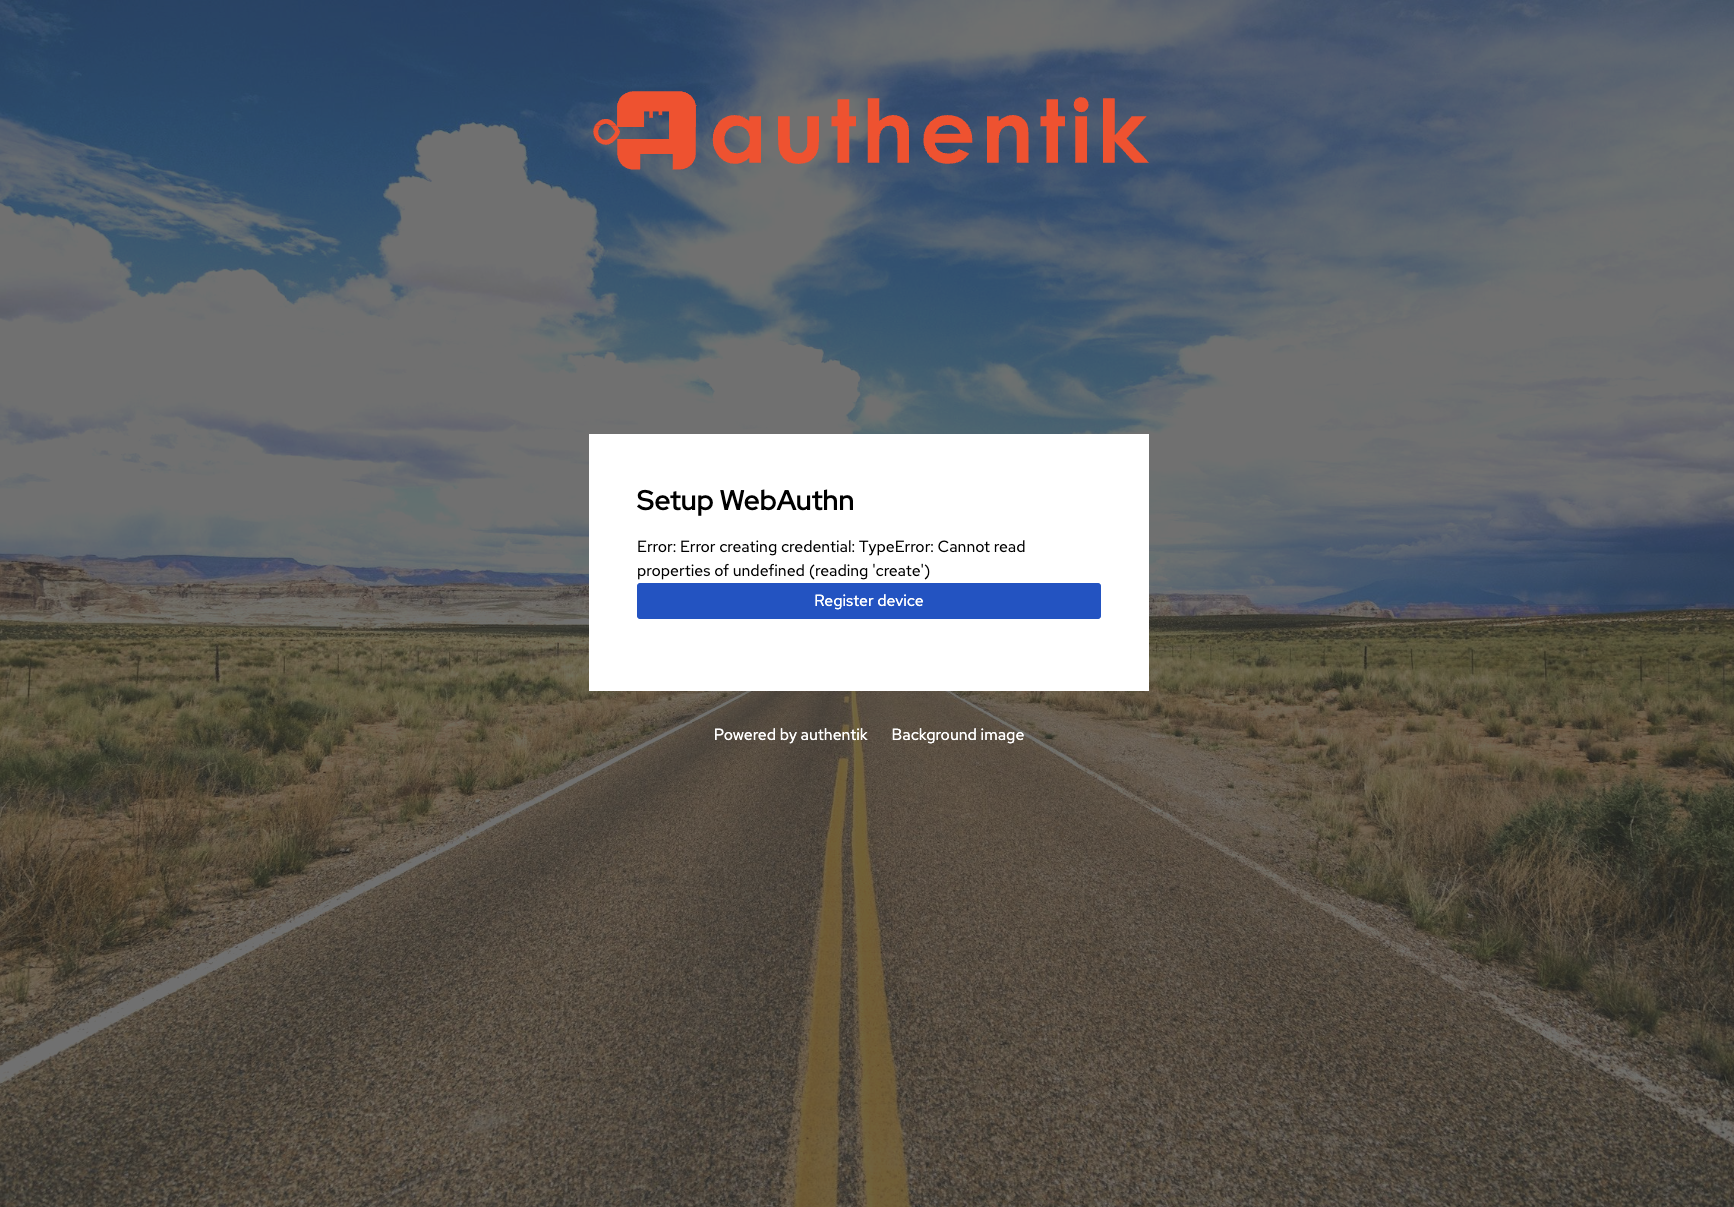 authentik
Setup WebAuthn
Error: Error creating credential: TypeError: Cannot read
properties of undefined (reading 'create')
Register device
Powered by authentik Background image